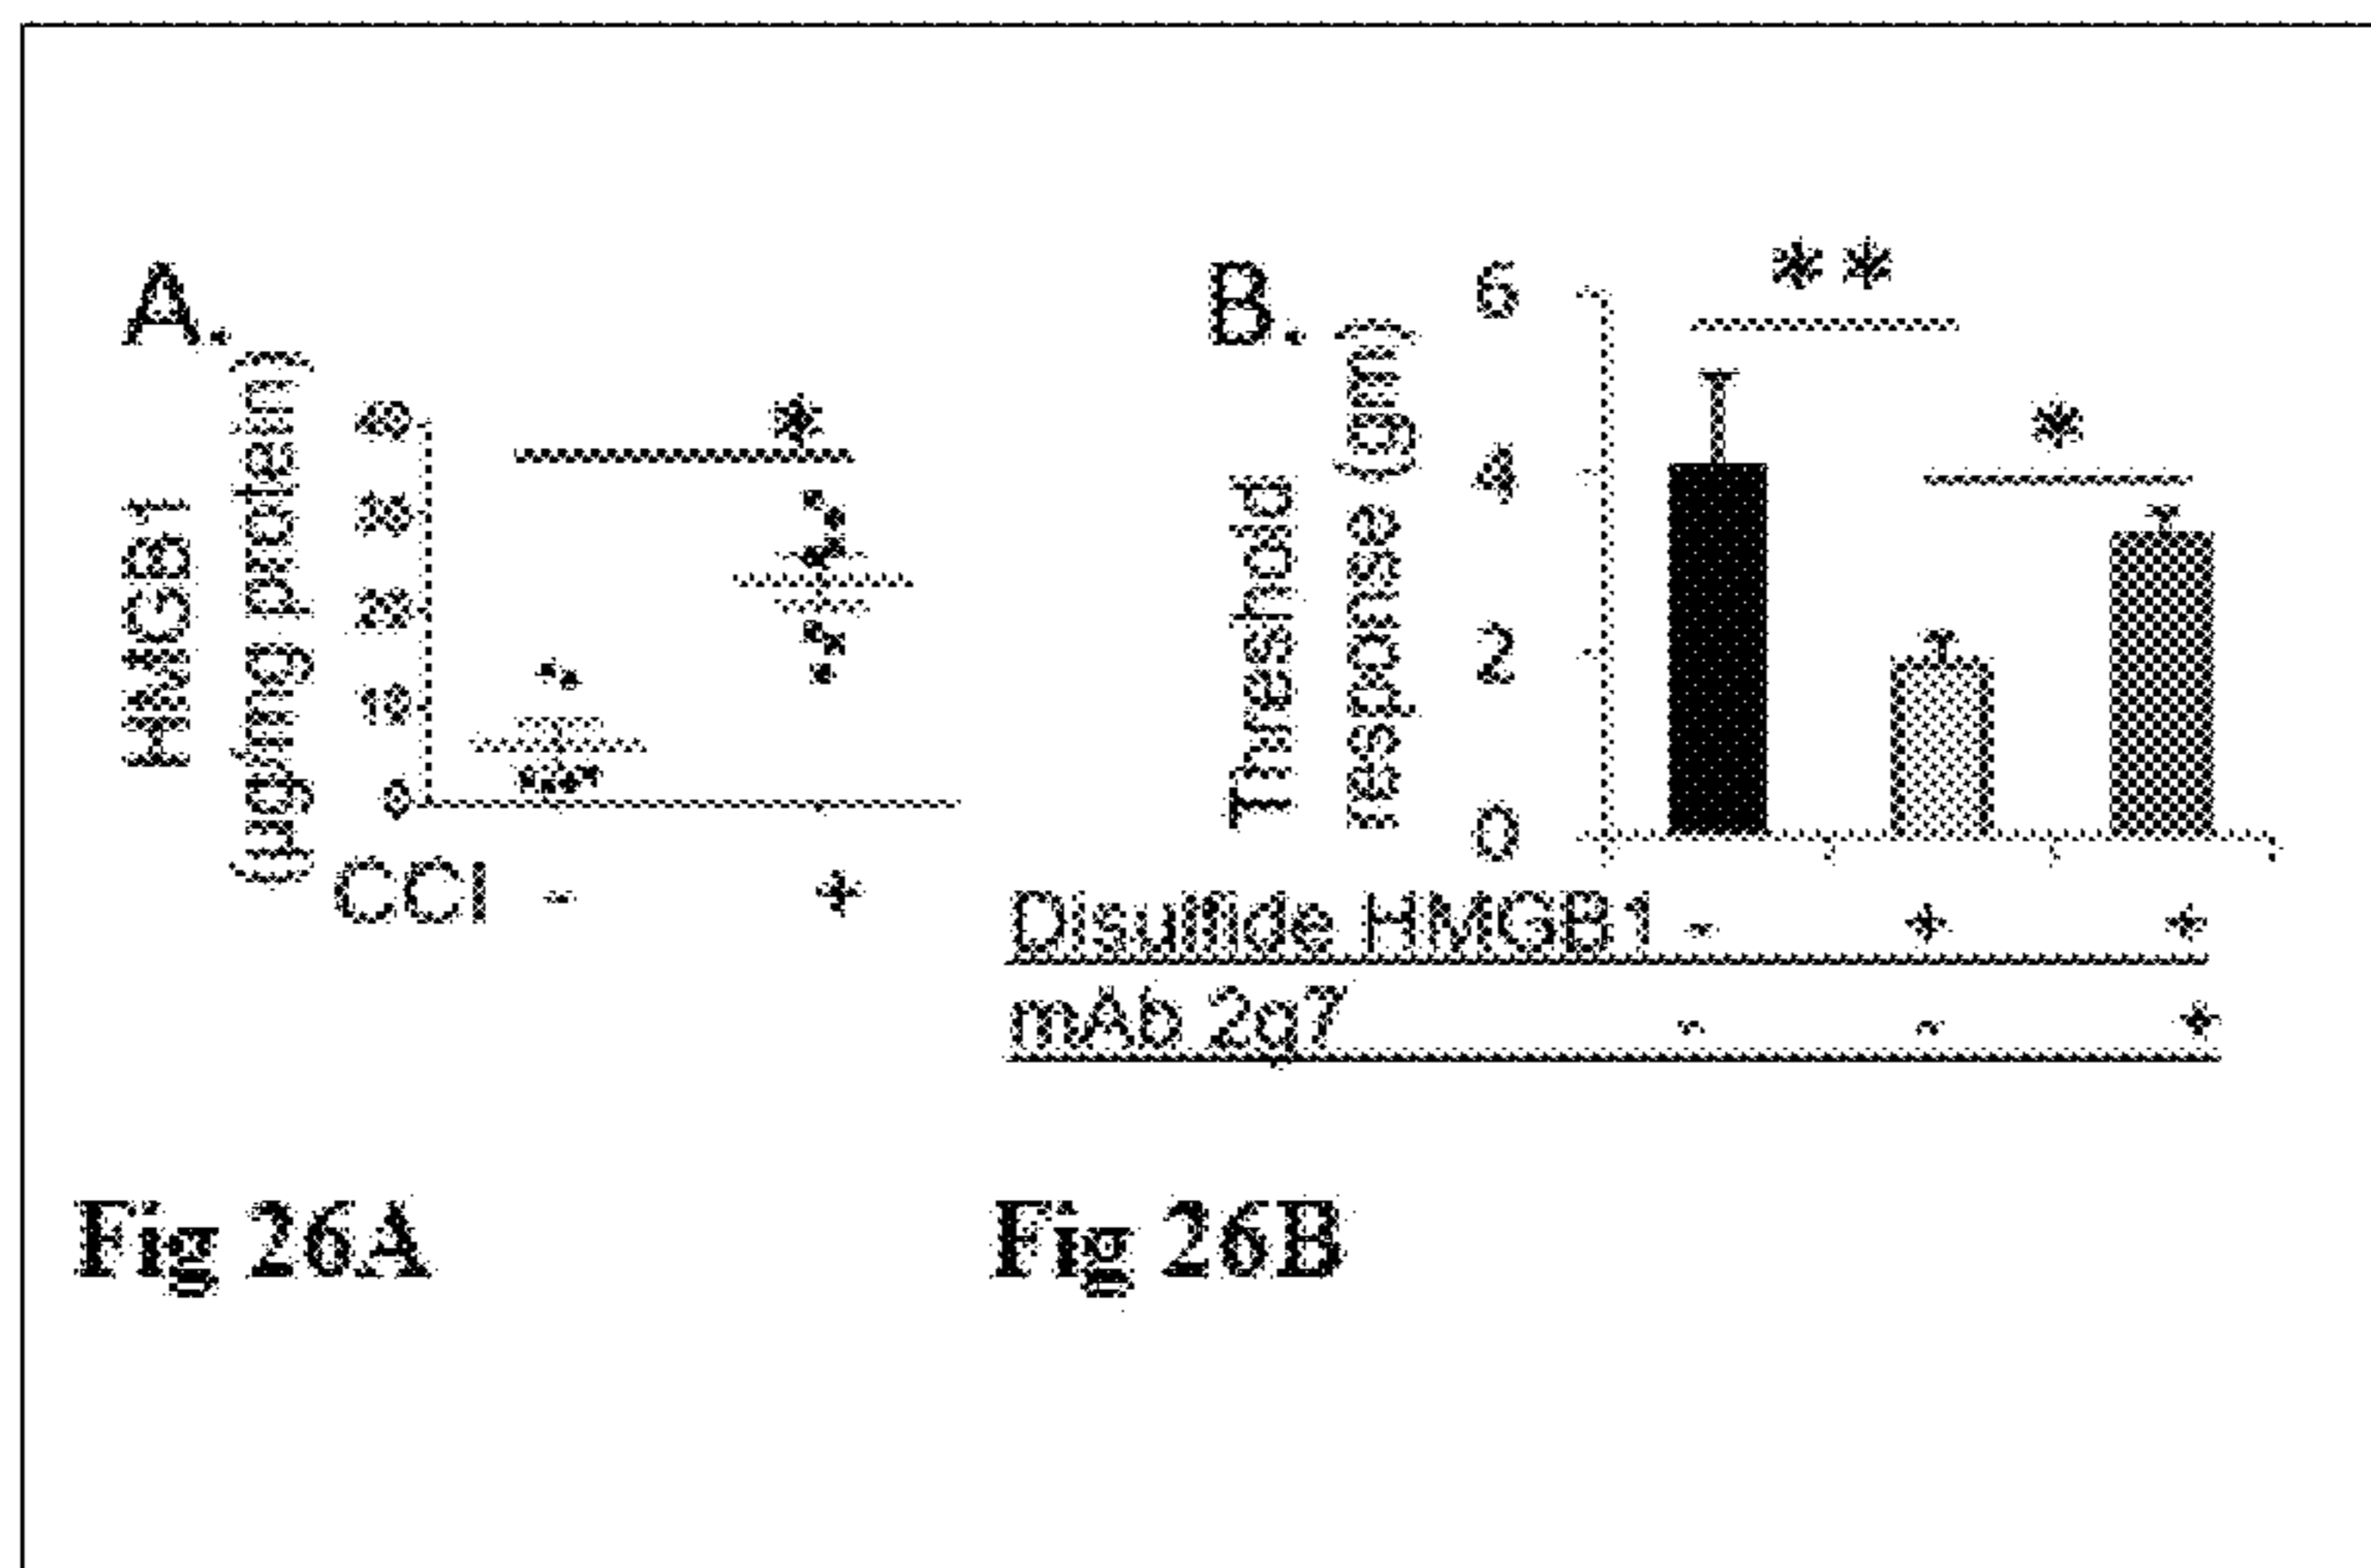 A.
HMGB1
(µg/mg protein)
40
30
20
10
0
*
CCI - +
B.
Threshold
response (gm)
6
4
2
0
**
*
Disulfide HMGB1 - + +
mAb 2g7 - - +
Fig 26A
Fig 26B